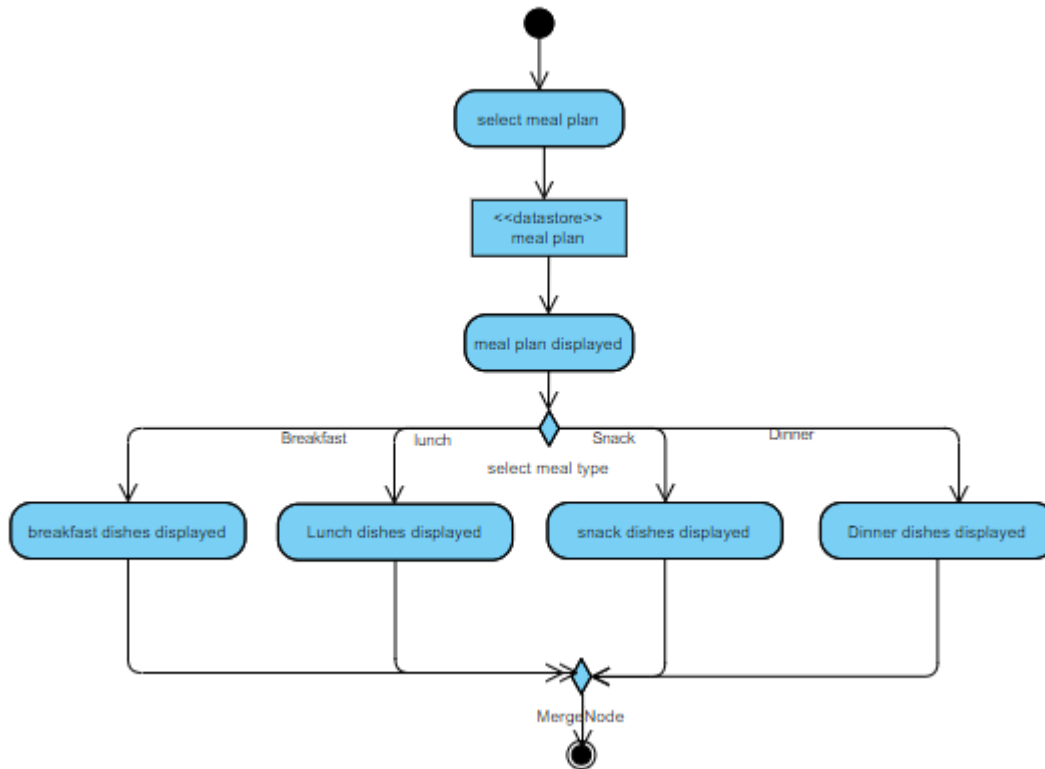 select meal plan
<<datastore>>
meal plan
meal plan displayed
Breakfast
lunch
Snack
Dinner
select meal type
breakfast dishes displayed
Lunch dishes displayed
snack dishes displayed
Dinner dishes displayed
MergeNode